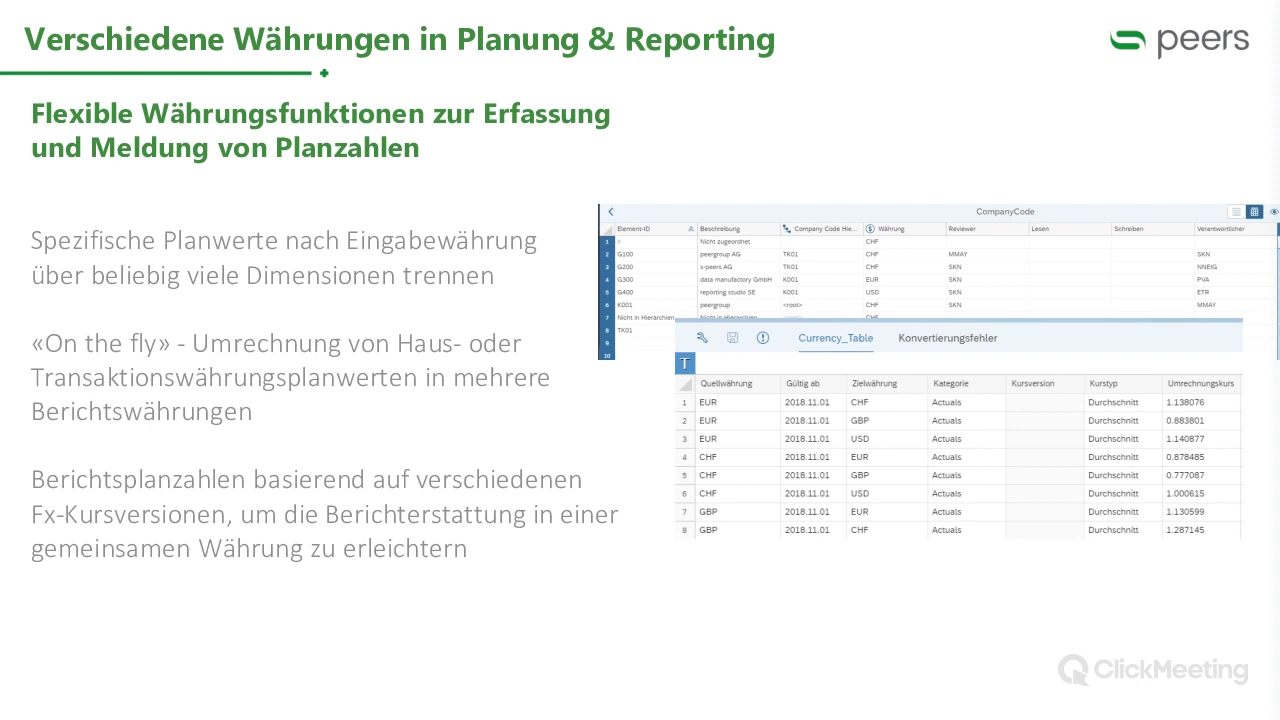 Verschiedene Währungen in Planung & Reporting
peers
Flexible Währungsfunktionen zur Erfassung
und Meldung von Planzahlen
Spezifische Planwerte nach Eingabewährung
über beliebig viele Dimensionen trennen
«On the fly» - Umrechnung von Haus- oder
Transaktionswährungsplanwerten in mehrere
Berichtswährungen
Berichtsplanzahlen basierend auf verschiedenen
Fx-Kursversionen, um die Berichterstattung in einer
gemeinsamen Währung zu erleichtern
CompanyCode
Element-ID Beschreibung Company Code Hie... Währung Reviewer Lesen Schreiben Verantwortlicher
1 # Nicht zugeordnet CHF
2 G100 peergroup AG TK01 CHF MMAY SKN
3 G200 s-peers AG TK01 CHF SKN NNEIG
4 G300 data manufactory GmbH K001 EUR SKN PVA
5 G400 reporting studio SE K001 USD SKN ETR
6 K001 peergroup <root> CHF SKN MMAY
7 Nicht in Hierarchien Nicht in Hierarchien <root> CHF
8 TK01
9
10
Currency_Table Konvertierungsfehler
T
Quellwährung Gültig ab Zielwährung Kategorie Kursversion Kurstyp Umrechnungskurs
1 EUR 2018.11.01 CHF Actuals Durchschnitt 1.138076
2 EUR 2018.11.01 GBP Actuals Durchschnitt 0.883801
3 EUR 2018.11.01 USD Actuals Durchschnitt 1.140877
4 CHF 2018.11.01 EUR Actuals Durchschnitt 0.878485
5 CHF 2018.11.01 GBP Actuals Durchschnitt 0.777087
6 CHF 2018.11.01 USD Actuals Durchschnitt 1.000615
7 GBP 2018.11.01 EUR Actuals Durchschnitt 1.130599
8 GBP 2018.11.01 CHF Actuals Durchschnitt 1.287145
ClickMeeting